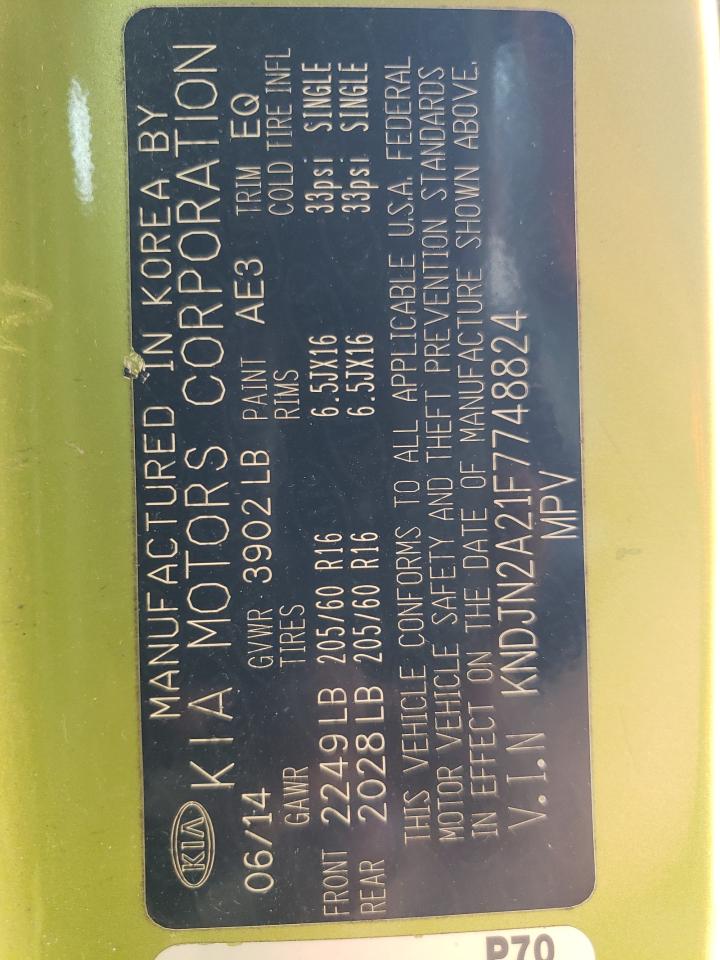 MANUFACTURED IN KOREA BY
KIA KIA MOTORS CORPORATION
06/14 GVWR 3902 LB PAINT AE3 TRIM EQ
GAWR TIRES RIMS COLD TIRE INFL
FRONT 2249 LB 205/60 R16 6.5JX16 33psi SINGLE
REAR 2028 LB 205/60 R16 6.5JX16 33psi SINGLE
THIS VEHICLE CONFORMS TO ALL APPLICABLE U.S.A. FEDERAL
MOTOR VEHICLE SAFETY AND THEFT PREVENTION STANDARDS
IN EFFECT ON THE DATE OF MANUFACTURE SHOWN ABOVE.
V.I.N KNDJN2A21F7748824
MPV
P70